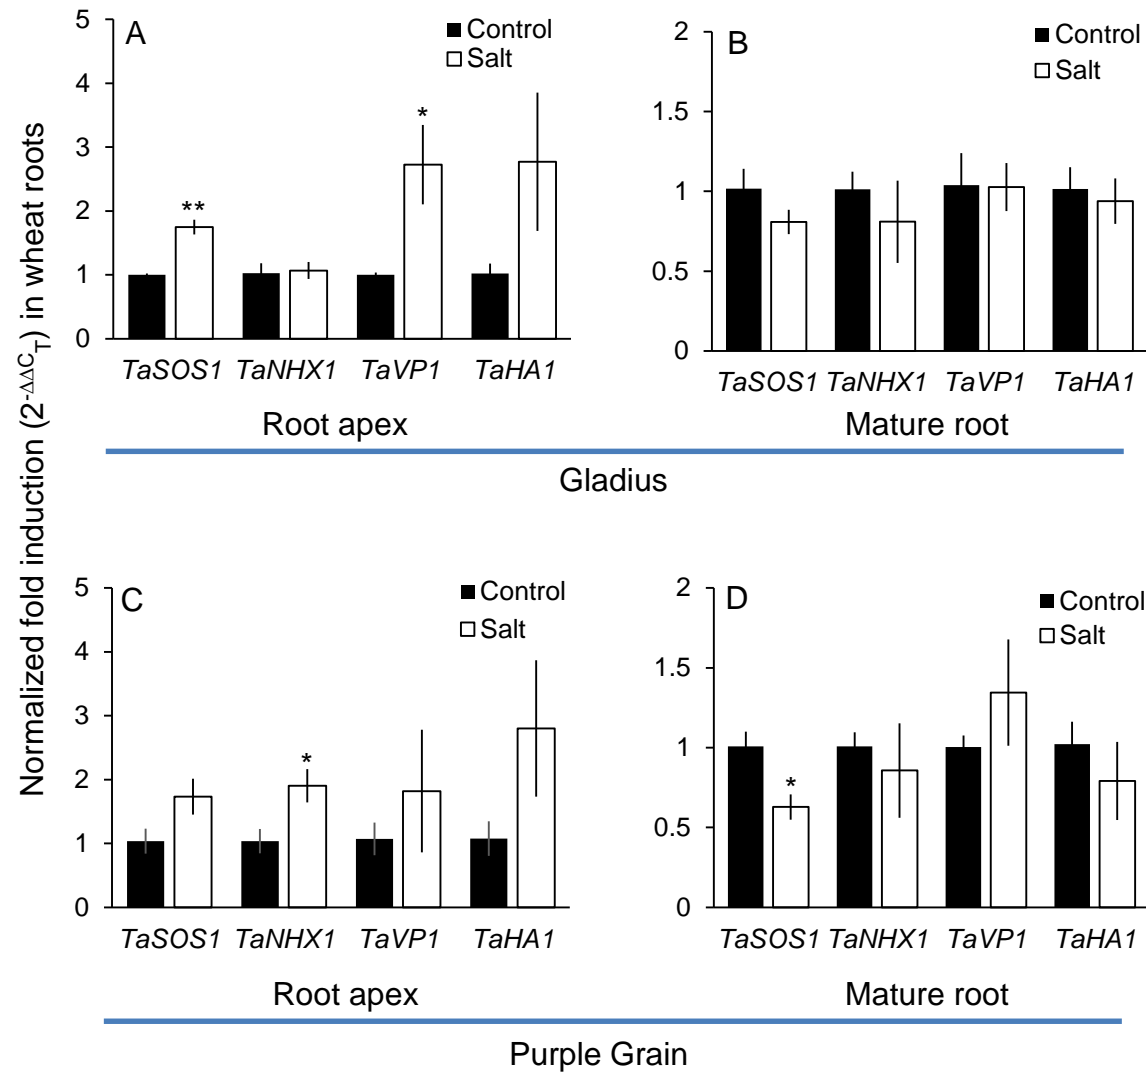 Normalized fold induction (2-ΔΔCT) in wheat roots
A
Control
Salt
5
4
3
2
1
0
**
*
TaSOS1 TaNHX1 TaVP1 TaHA1
Root apex
B
Control
Salt
2
1.5
1
0.5
0
TaSOS1 TaNHX1 TaVP1 TaHA1
Mature root
Gladius
C
Control
Salt
5
4
3
2
1
0
*
TaSOS1 TaNHX1 TaVP1 TaHA1
Root apex
D
Control
Salt
2
1.5
1
0.5
0
*
TaSOS1 TaNHX1 TaVP1 TaHA1
Mature root
Purple Grain